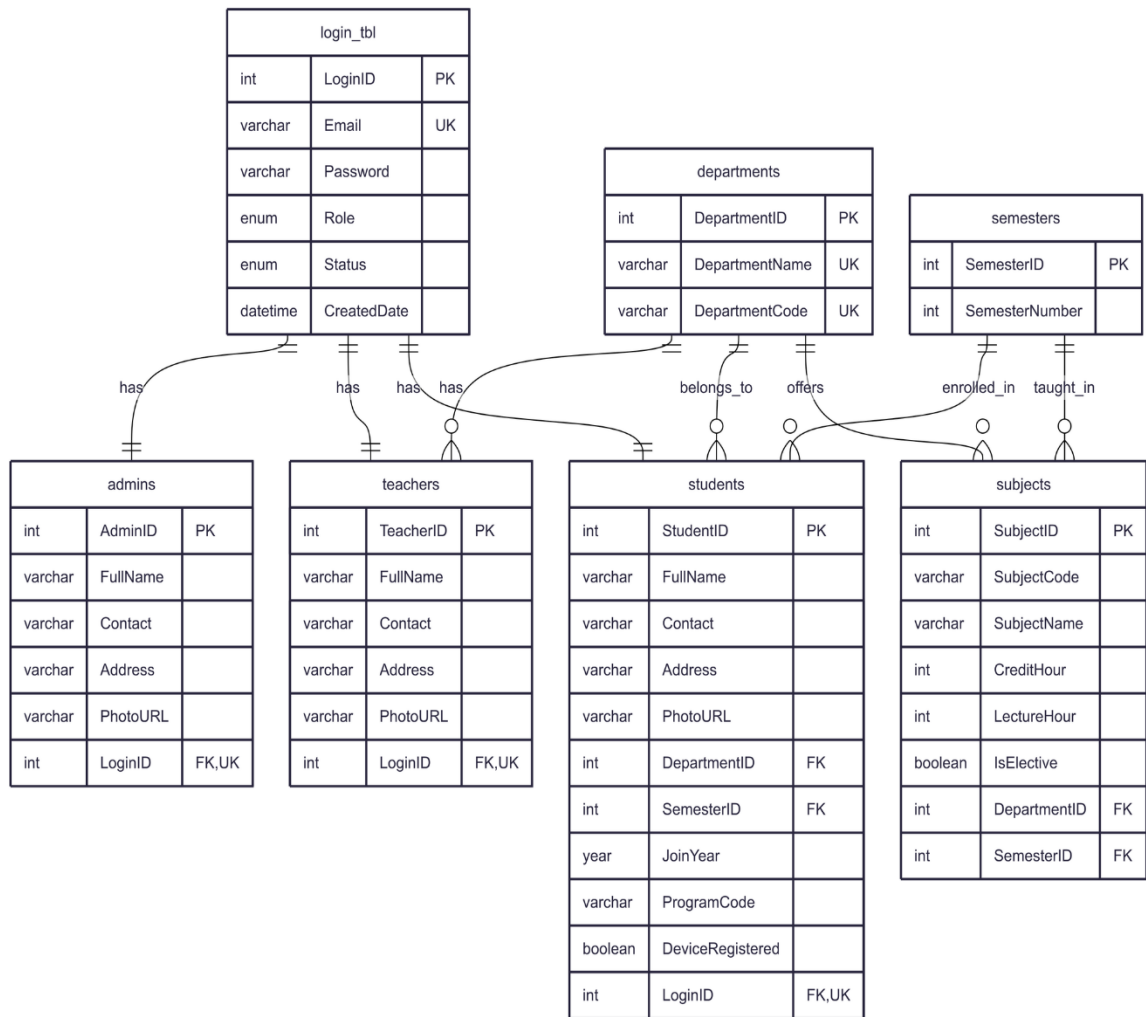 login_tbl
int LoginID PK
varchar Email UK
varchar Password
enum Role
enum Status
datetime CreatedDate
departments
int DepartmentID PK
varchar DepartmentName UK
varchar DepartmentCode UK
semesters
int SemesterID PK
int SemesterNumber
has has has has belongs_to offers enrolled_in taught_in
admins
int AdminID PK
varchar FullName
varchar Contact
varchar Address
varchar PhotoURL
int LoginID FK,UK
teachers
int TeacherID PK
varchar FullName
varchar Contact
varchar Address
varchar PhotoURL
int LoginID FK,UK
students
int StudentID PK
varchar FullName
varchar Contact
varchar Address
varchar PhotoURL
int DepartmentID FK
int SemesterID FK
year JoinYear
varchar ProgramCode
boolean DeviceRegistered
int LoginID FK,UK
subjects
int SubjectID PK
varchar SubjectCode
varchar SubjectName
int CreditHour
int LectureHour
boolean IsElective
int DepartmentID FK
int SemesterID FK